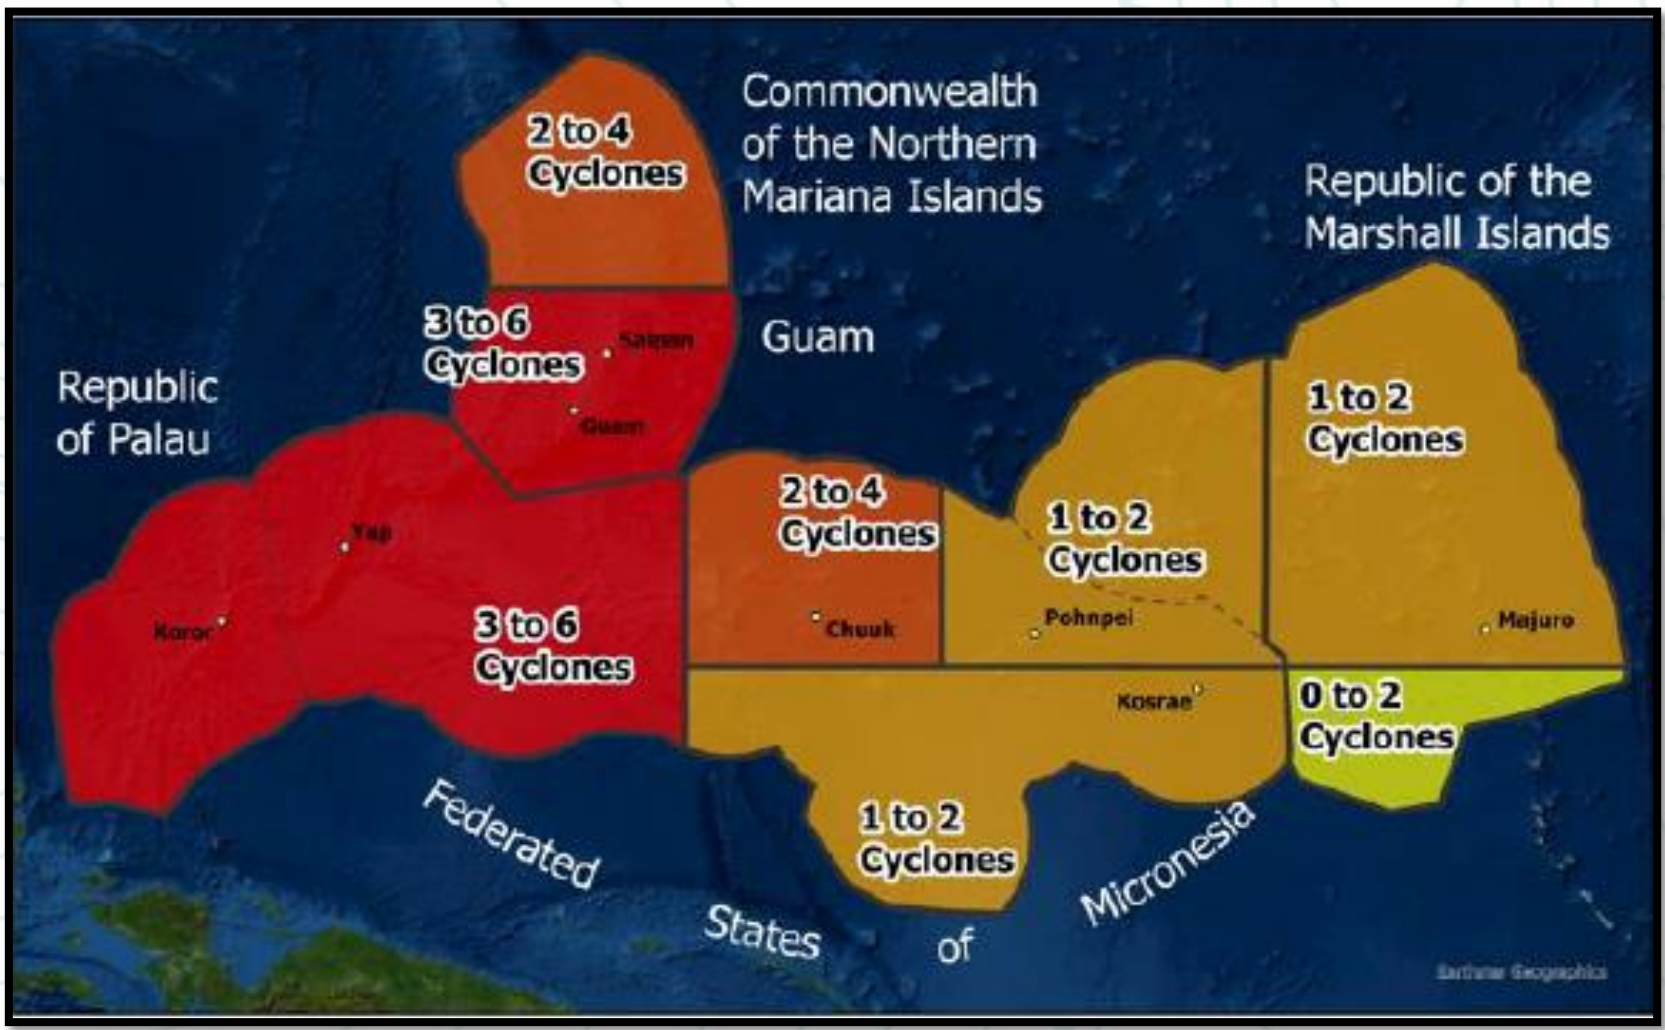 Commonwealth
of the Northern
Mariana Islands
2 to 4
Cyclones
Republic of the
Marshall Islands
3 to 6
Cyclones
Saipan
Guam
Guam
Republic
of Palau
1 to 2
Cyclones
2 to 4
Cyclones
1 to 2
Cyclones
Yap
Koror
3 to 6
Cyclones
Chuuk
Pohnpei
Majuro
Kosrae
0 to 2
Cyclones
1 to 2
Cyclones
Federated
States
of
Micronesia
Earthstar Geographics